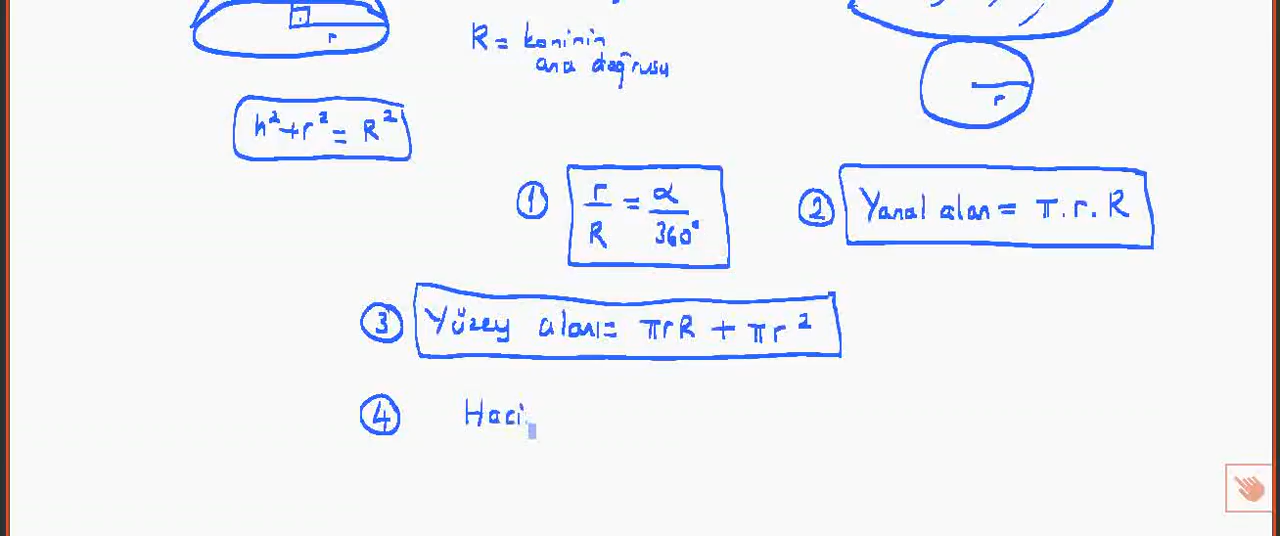 r
R = koninin
ana doğrusu
r
h²+r² = R²
① r/R = α/360°
② Yanal alan = π.r.R
③ Yüzey alanı= πrR + πr²
④ Haci